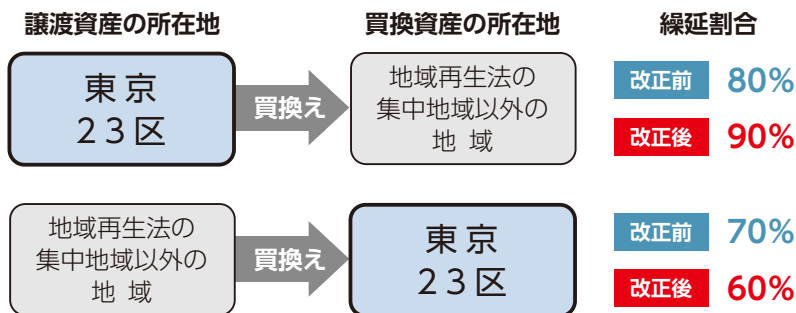 譲渡資産の所在地 買換資産の所在地 繰延割合
東京
23区
買換え
地域再生法の
集中地域以外の
地 域
改正前 80%
改正後 90%
地域再生法の
集中地域以外の
地 域
買換え
東京
23区
改正前 70%
改正後 60%